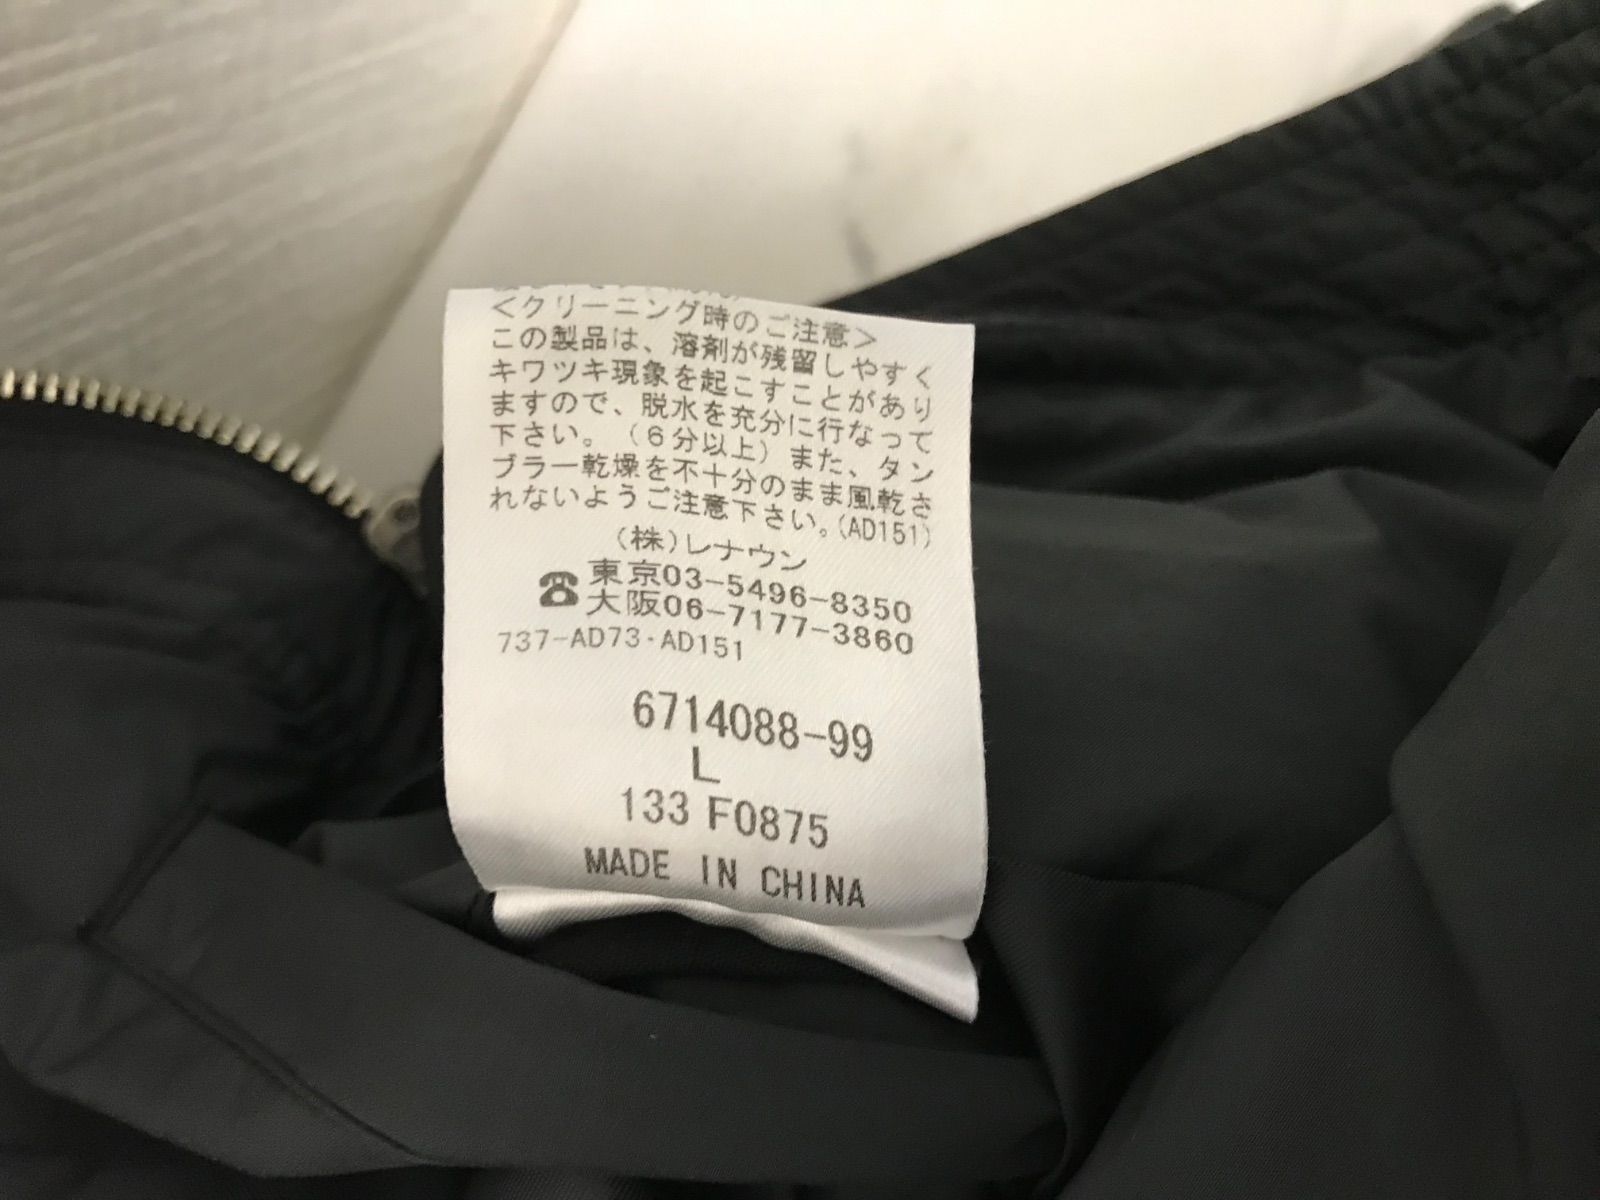 ＜クリーニング時のご注意＞
この製品は、溶剤が残留しやすく
キワツキ現象を起こすことがあり
ますので、脱水を充分に行なって
下さい。（６分以上）また、タン
ブラー乾燥を不十分のまま風乾さ
れないようご注意下さい。(AD151)
（株）レナウン
☎東京03-5496-8350
大阪06-7177-3860
737-AD73·AD151
6714088-99
L
133 F0875
MADE IN CHINA